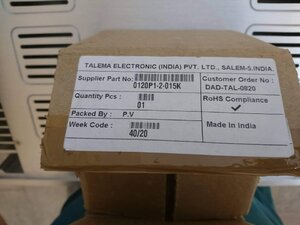 TALEMA ELECTRONIC (INDIA) PVT. LTD., SALEM-5.INDIA.
Supplier Part No: 0120P1-2-015K
Customer Order No :
DAD-TAL-0820
Quantity Pcs : 01
RoHS Compliance
✓
Packed By : P.V
Made in India
Week Code : 40/20